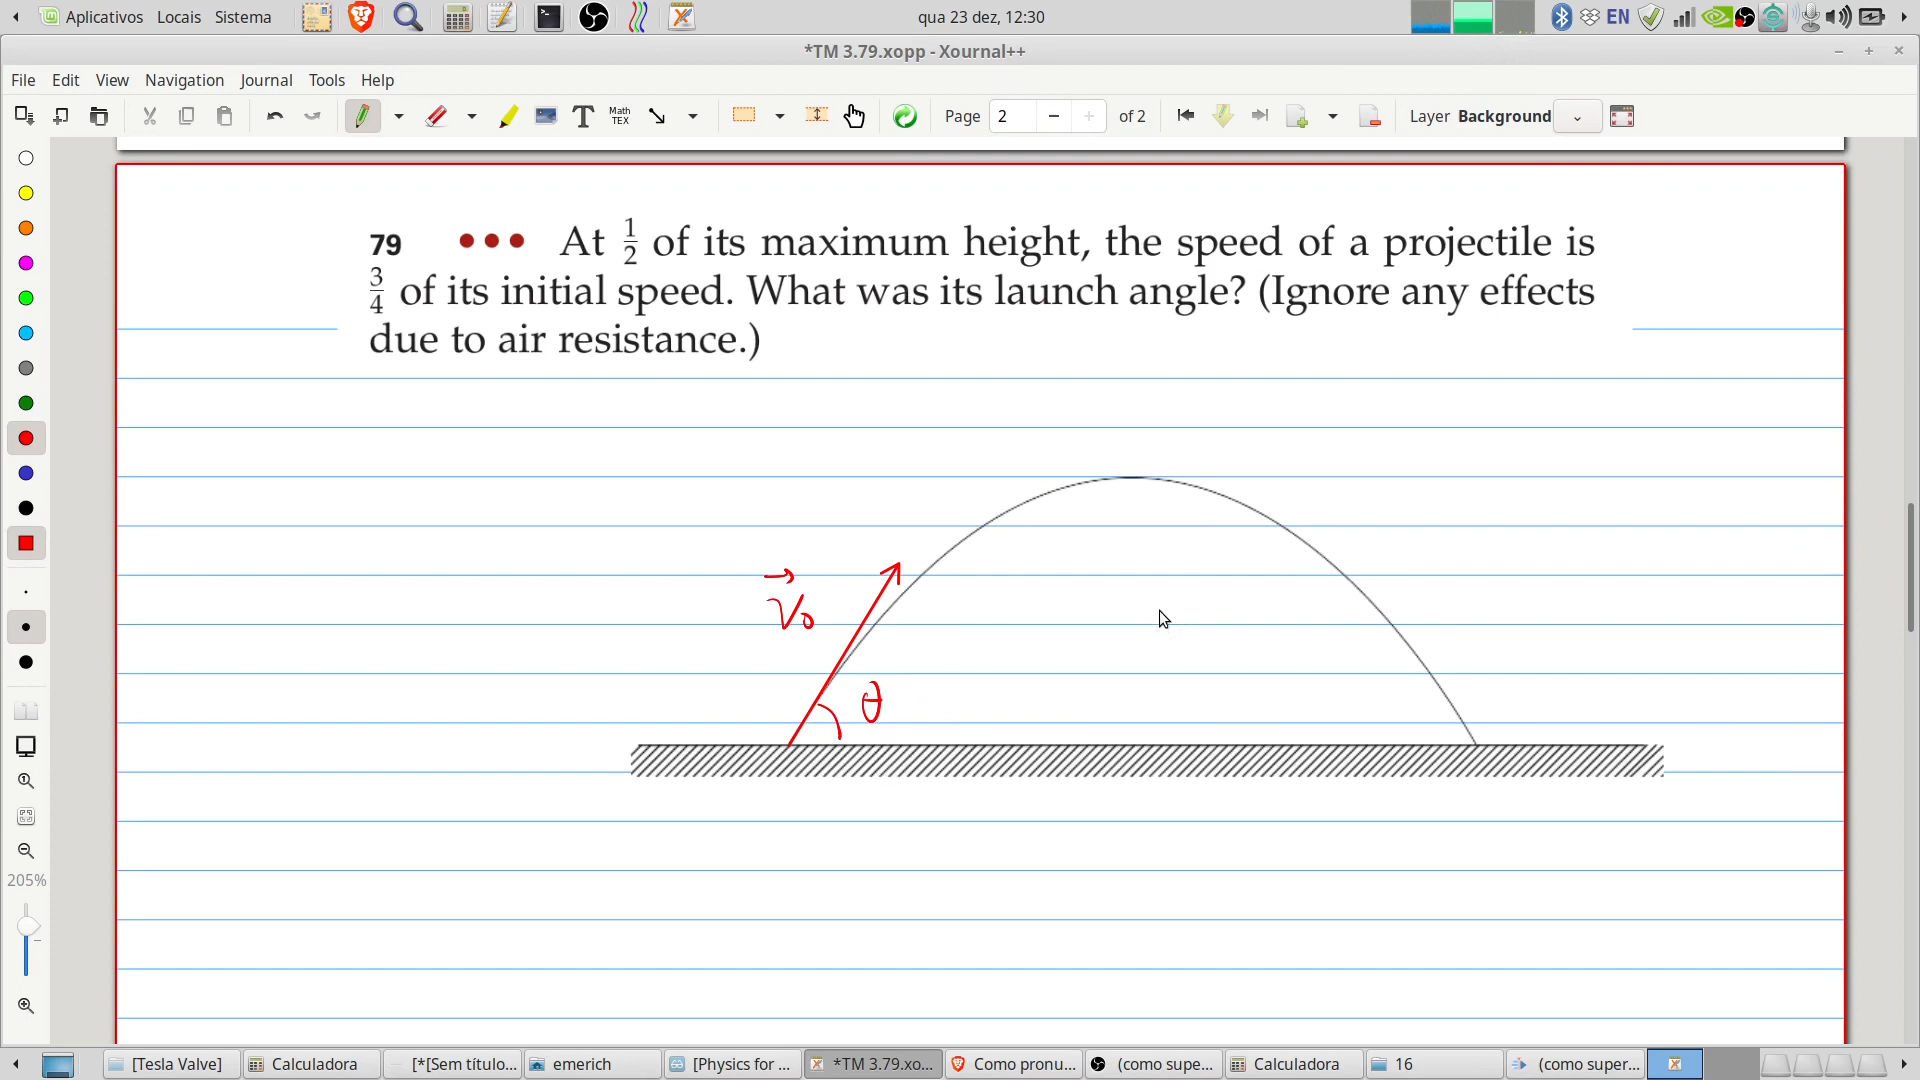 Aplicativos Locais Sistema
qua 23 dez, 12:30
EN
*TM 3.79.xopp - Xournal++
File Edit View Navigation Journal Tools Help
T Math TEX Page 2 of 2 Layer Background
79 ••• At 1/2 of its maximum height, the speed of a projectile is
3/4 of its initial speed. What was its launch angle? (Ignore any effects
due to air resistance.)
v₀
θ
205%
[Tesla Valve] Calculadora [*[Sem título... emerich [Physics for ... *TM 3.79.xo... Como pronu... (como supe... Calculadora 16 (como super...